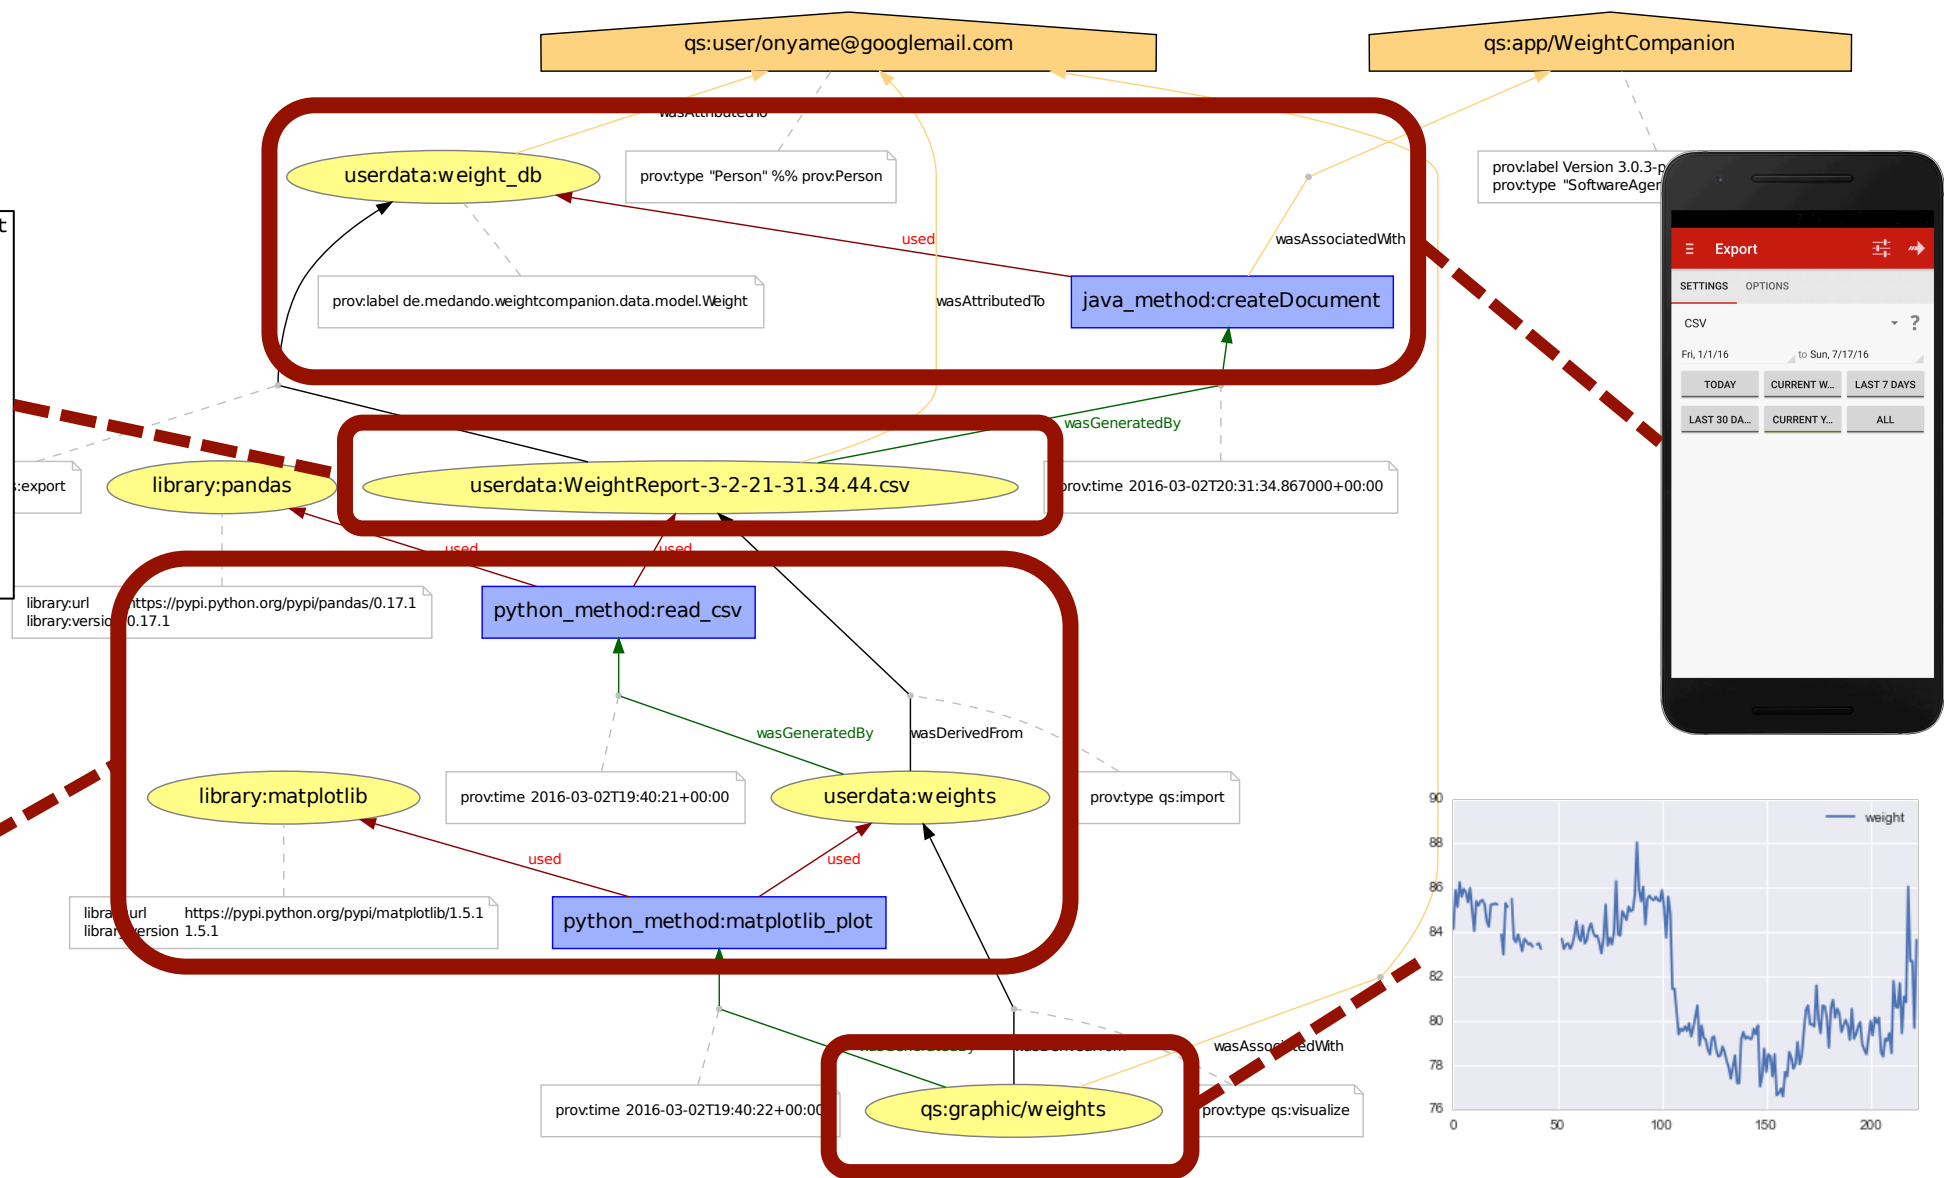 qs:user/onyame@googlemail.com
qs:app/WeightCompanion
wasAttributedTo
userdata:weight_db
prov:type "Person" %% prov:Person
prov:label Version 3.0.3-p
prov:type "SoftwareAgen
t
used
wasAssociatedWith
prov:label de.medando.weightcompanion.data.model.Weight
wasAttributedTo
java_method:createDocument
Export
SETTINGS OPTIONS
CSV
?
Fri, 1/1/16 to Sun, 7/17/16
TODAY CURRENT W... LAST 7 DAYS
LAST 30 DA... CURRENT Y... ALL
wasGeneratedBy
s:export
library:pandas
userdata:WeightReport-3-2-21-31.34.44.csv
prov:time 2016-03-02T20:31:34.867000+00:00
used
used
library:url https://pypi.python.org/pypi/pandas/0.17.1
library:version 0.17.1
python_method:read_csv
wasGeneratedBy
wasDerivedFrom
library:matplotlib
prov:time 2016-03-02T19:40:21+00:00
userdata:weights
prov:type qs:import
used
used
library:url https://pypi.python.org/pypi/matplotlib/1.5.1
library:version 1.5.1
python_method:matplotlib_plot
wasGeneratedBy
wasDerivedFrom
wasAssociatedWith
prov:time 2016-03-02T19:40:22+00:00
qs:graphic/weights
prov:type qs:visualize
weight
90
88
86
84
82
80
78
76
0 50 100 150 200